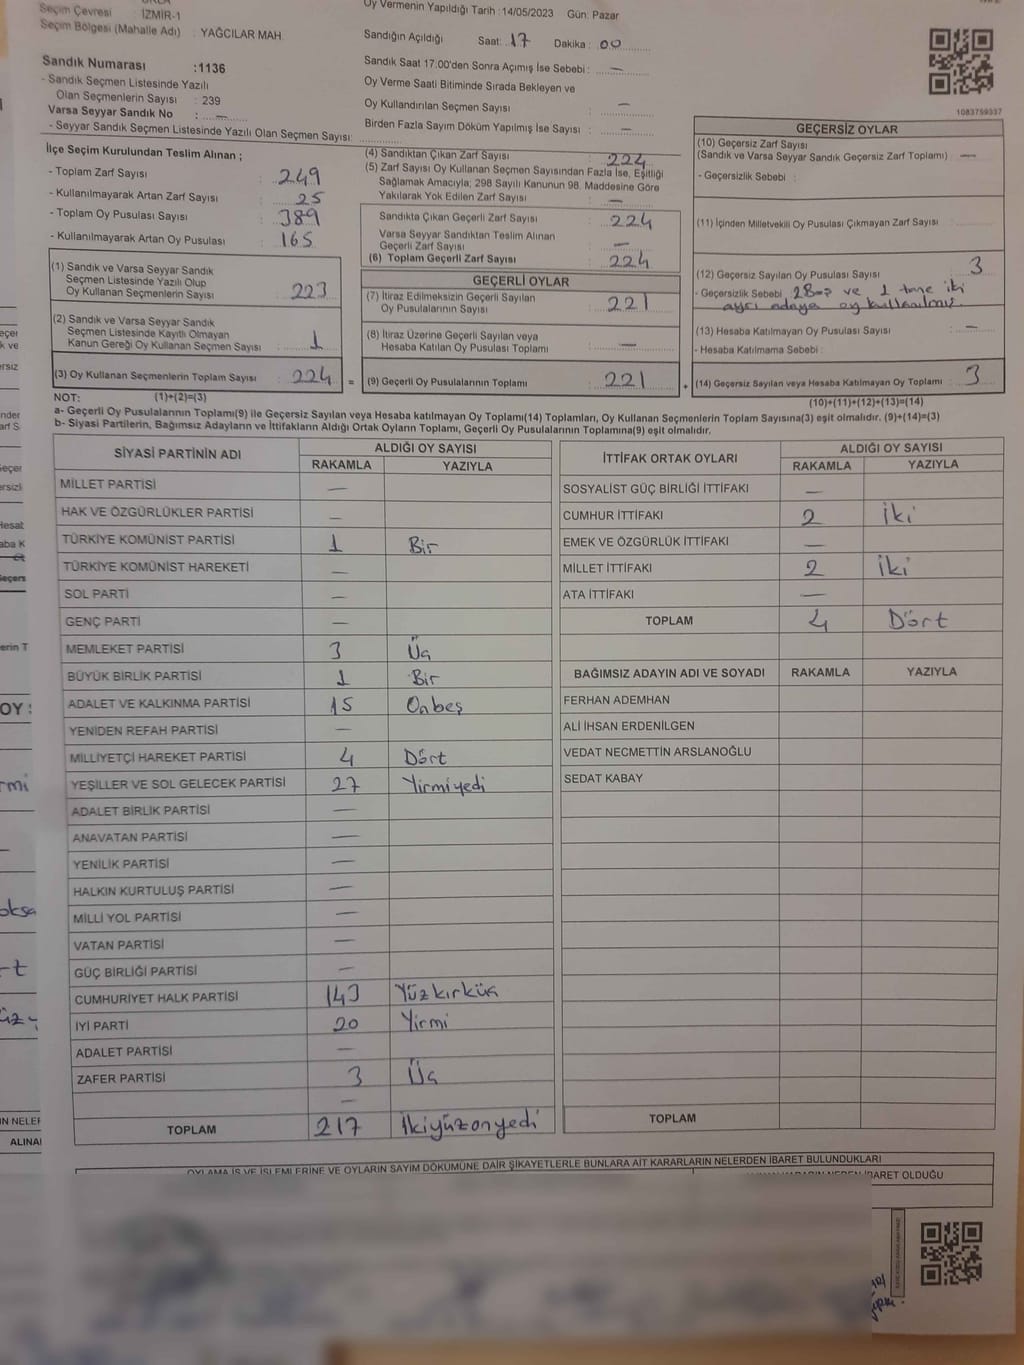 Seçim Çevresi : İZMİR-1
Seçim Bölgesi (Mahalle Adı) : YAĞCILAR MAH.
Sandık Numarası :1136
- Sandık Seçmen Listesinde Yazılı
Olan Seçmenlerin Sayısı : 239
Varsa Seyyar Sandık No : —
- Seyyar Sandık Seçmen Listesinde Yazılı Olan Seçmen Sayısı:
Oy Vermenin Yapıldığı Tarih :14/05/2023 Gün: Pazar
Sandığın Açıldığı Saat: 17 Dakika : 00
Sandık Saat 17:00'den Sonra Açımış İse Sebebi : —
Oy Verme Saati Bitiminde Sırada Bekleyen ve
Oy Kullandırılan Seçmen Sayısı : —
Birden Fazla Sayım Döküm Yapılmış İse Sayısı : —
1083759337
İlçe Seçim Kurulundan Teslim Alınan ;
- Toplam Zarf Sayısı : 249
- Kullanılmayarak Artan Zarf Sayısı : 25
- Toplam Oy Pusulası Sayısı : 389
- Kullanılmayarak Artan Oy Pusulası : 165
(1) Sandık ve Varsa Seyyar Sandık
Seçmen Listesinde Yazılı Olup
Oy Kullanan Seçmenlerin Sayısı : 223
(2) Sandık ve Varsa Seyyar Sandık
Seçmen Listesinde Kayıtlı Olmayan
Kanun Gereği Oy Kullanan Seçmen Sayısı : 1
(3) Oy Kullanan Seçmenlerin Toplam Sayısı : 224 =
(4) Sandıktan Çıkan Zarf Sayısı : 224
(5) Zarf Sayısı Oy Kullanan Seçmen Sayısından Fazla İse, Eşitliği
Sağlamak Amacıyla; 298 Sayılı Kanunun 98. Maddesine Göre
Yakılarak Yok Edilen Zarf Sayısı : —
Sandıkta Çıkan Geçerli Zarf Sayısı : 224
Varsa Seyyar Sandıktan Teslim Alınan
Geçerli Zarf Sayısı : —
(6) Toplam Geçerli Zarf Sayısı : 224
GEÇERLİ OYLAR
(7) İtiraz Edilmeksizin Geçerli Sayılan
Oy Pusulalarının Sayısı : 221
(8) İtiraz Üzerine Geçerli Sayılan veya
Hesaba Katılan Oy Pusulası Toplamı : —
(9) Geçerli Oy Pusulalarının Toplamı : 221 +
GEÇERSİZ OYLAR
(10) Geçersiz Zarf Sayısı
(Sandık ve Varsa Seyyar Sandık Geçersiz Zarf Toplamı) : —
- Geçersizlik Sebebi :
(11) İçinden Milletvekili Oy Pusulası Çıkmayan Zarf Sayısı :
(12) Geçersiz Sayılan Oy Pusulası Sayısı : 3
- Geçersizlik Sebebi : 2 Boş ve 1 tane iki
ayrı adaya oy kullanılmış.
(13) Hesaba Katılmayan Oy Pusulası Sayısı : —
- Hesaba Katılmama Sebebi :
(14) Geçersiz Sayılan veya Hesaba Katılmayan Oy Toplamı : 3
NOT: (1)+(2)=(3)
(10)+(11)+(12)+(13)=(14)
a- Geçerli Oy Pusulalarının Toplamı(9) ile Geçersiz Sayılan veya Hesaba katılmayan Oy Toplamı(14) Toplamları, Oy Kullanan Seçmenlerin Toplam Sayısına(3) eşit olmalıdır. (9)+(14)=(3)
b- Siyasi Partilerin, Bağımsız Adayların ve İttifakların Aldığı Ortak Oyların Toplamı, Geçerli Oy Pusulalarının Toplamına(9) eşit olmalıdır.
SİYASİ PARTİNİN ADI ALDIĞI OY SAYISI
RAKAMLA YAZIYLA
MİLLET PARTİSİ —
HAK VE ÖZGÜRLÜKLER PARTİSİ —
TÜRKİYE KOMÜNİST PARTİSİ 1 Bir
TÜRKİYE KOMÜNİST HAREKETİ —
SOL PARTİ —
GENÇ PARTİ —
MEMLEKET PARTİSİ 3 Üç
BÜYÜK BİRLİK PARTİSİ 1 Bir
ADALET VE KALKINMA PARTİSİ 15 Onbeş
YENİDEN REFAH PARTİSİ —
MİLLİYETÇİ HAREKET PARTİSİ 4 Dört
YEŞİLLER VE SOL GELECEK PARTİSİ 27 Yirmiyedi
ADALET BİRLİK PARTİSİ —
ANAVATAN PARTİSİ —
YENİLİK PARTİSİ —
HALKIN KURTULUŞ PARTİSİ —
MİLLİ YOL PARTİSİ —
VATAN PARTİSİ —
GÜÇ BİRLİĞİ PARTİSİ —
CUMHURİYET HALK PARTİSİ 143 Yüzkırküç
İYİ PARTİ 20 Yirmi
ADALET PARTİSİ —
ZAFER PARTİSİ 3 Üç
—
TOPLAM 217 İkiyüzonyedi
İTTİFAK ORTAK OYLARI ALDIĞI OY SAYISI
RAKAMLA YAZIYLA
SOSYALİST GÜÇ BİRLİĞİ İTTİFAKI —
CUMHUR İTTİFAKI 2 İki
EMEK VE ÖZGÜRLÜK İTTİFAKI —
MİLLET İTTİFAKI 2 İki
ATA İTTİFAKI —
TOPLAM 4 Dört
BAĞIMSIZ ADAYIN ADI VE SOYADI RAKAMLA YAZIYLA
FERHAN ADEMHAN
ALİ İHSAN ERDENİLGEN
VEDAT NECMETTİN ARSLANOĞLU
SEDAT KABAY
TOPLAM
OYLAMA İŞ VE İŞLEMLERİNE VE OYLARIN SAYIM DÖKÜMÜNE DAİR ŞİKAYETLERLE BUNLARA AİT KARARLARIN NELERDEN İBARET BULUNDUKLARI
İBARET OLDUĞU